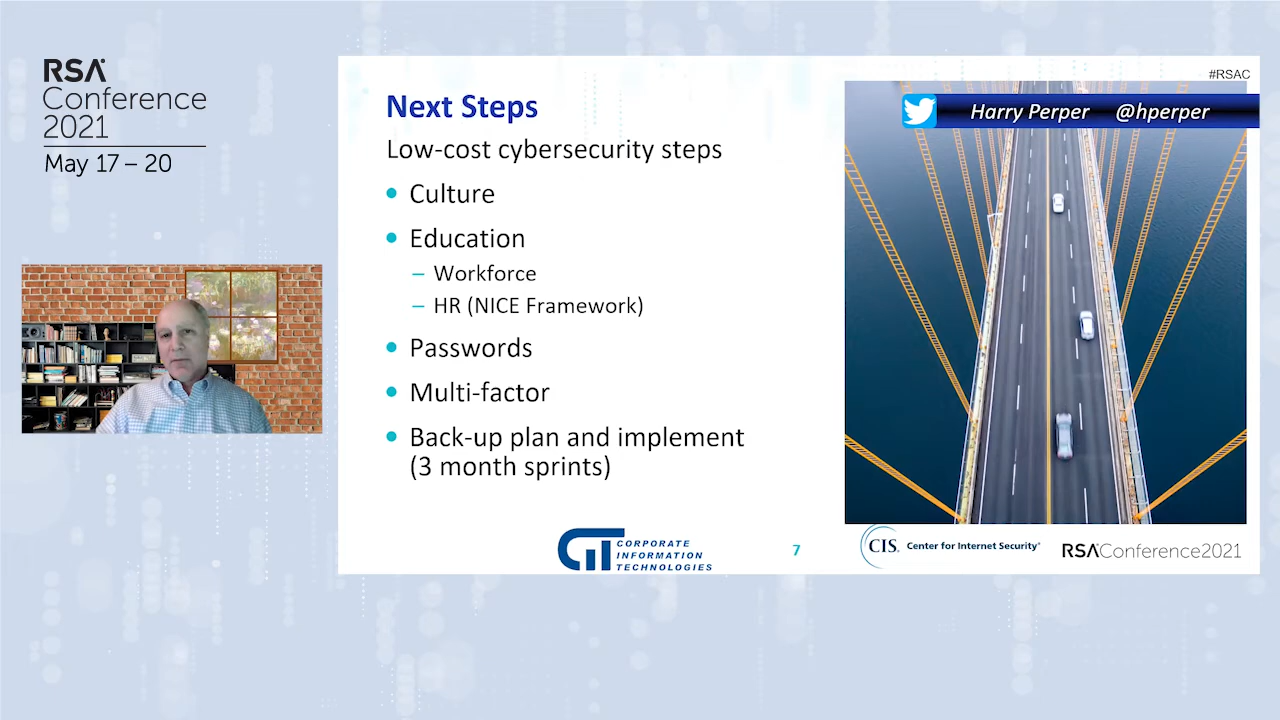 RSA
Conference
2021
May 17 – 20
#RSAC
Harry Perper @hperper
Next Steps
Low-cost cybersecurity steps
• Culture
• Education
– Workforce
– HR (NICE Framework)
• Passwords
• Multi-factor
• Back-up plan and implement
(3 month sprints)
CIT CORPORATE
INFORMATION
TECHNOLOGIES
7
CIS. Center for Internet Security®
RSAConference2021